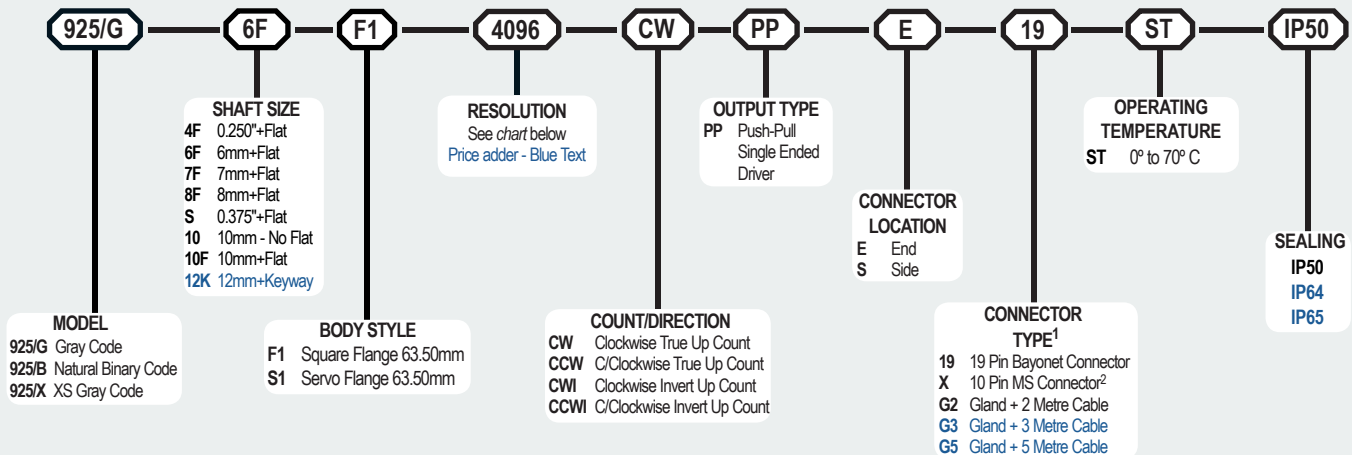 925/G 6F F1 4096 CW PP E 19 ST IP50
SHAFT SIZE
4F 0.250"+Flat
6F 6mm+Flat
7F 7mm+Flat
8F 8mm+Flat
S 0.375"+Flat
10 10mm - No Flat
10F 10mm+Flat
12K 12mm+Keyway
RESOLUTION
See chart below
Price adder - Blue Text
OUTPUT TYPE
PP Push-Pull
Single Ended
Driver
OPERATING
TEMPERATURE
ST 0º to 70º C
CONNECTOR
LOCATION
E End
S Side
SEALING
IP50
IP64
IP65
MODEL
925/G Gray Code
925/B Natural Binary Code
925/X XS Gray Code
BODY STYLE
F1 Square Flange 63.50mm
S1 Servo Flange 63.50mm
COUNT/DIRECTION
CW Clockwise True Up Count
CCW C/Clockwise True Up Count
CWI Clockwise Invert Up Count
CCWI C/Clockwise Invert Up Count
CONNECTOR
TYPE1
19 19 Pin Bayonet Connector
X 10 Pin MS Connector2
G2 Gland + 2 Metre Cable
G3 Gland + 3 Metre Cable
G5 Gland + 5 Metre Cable